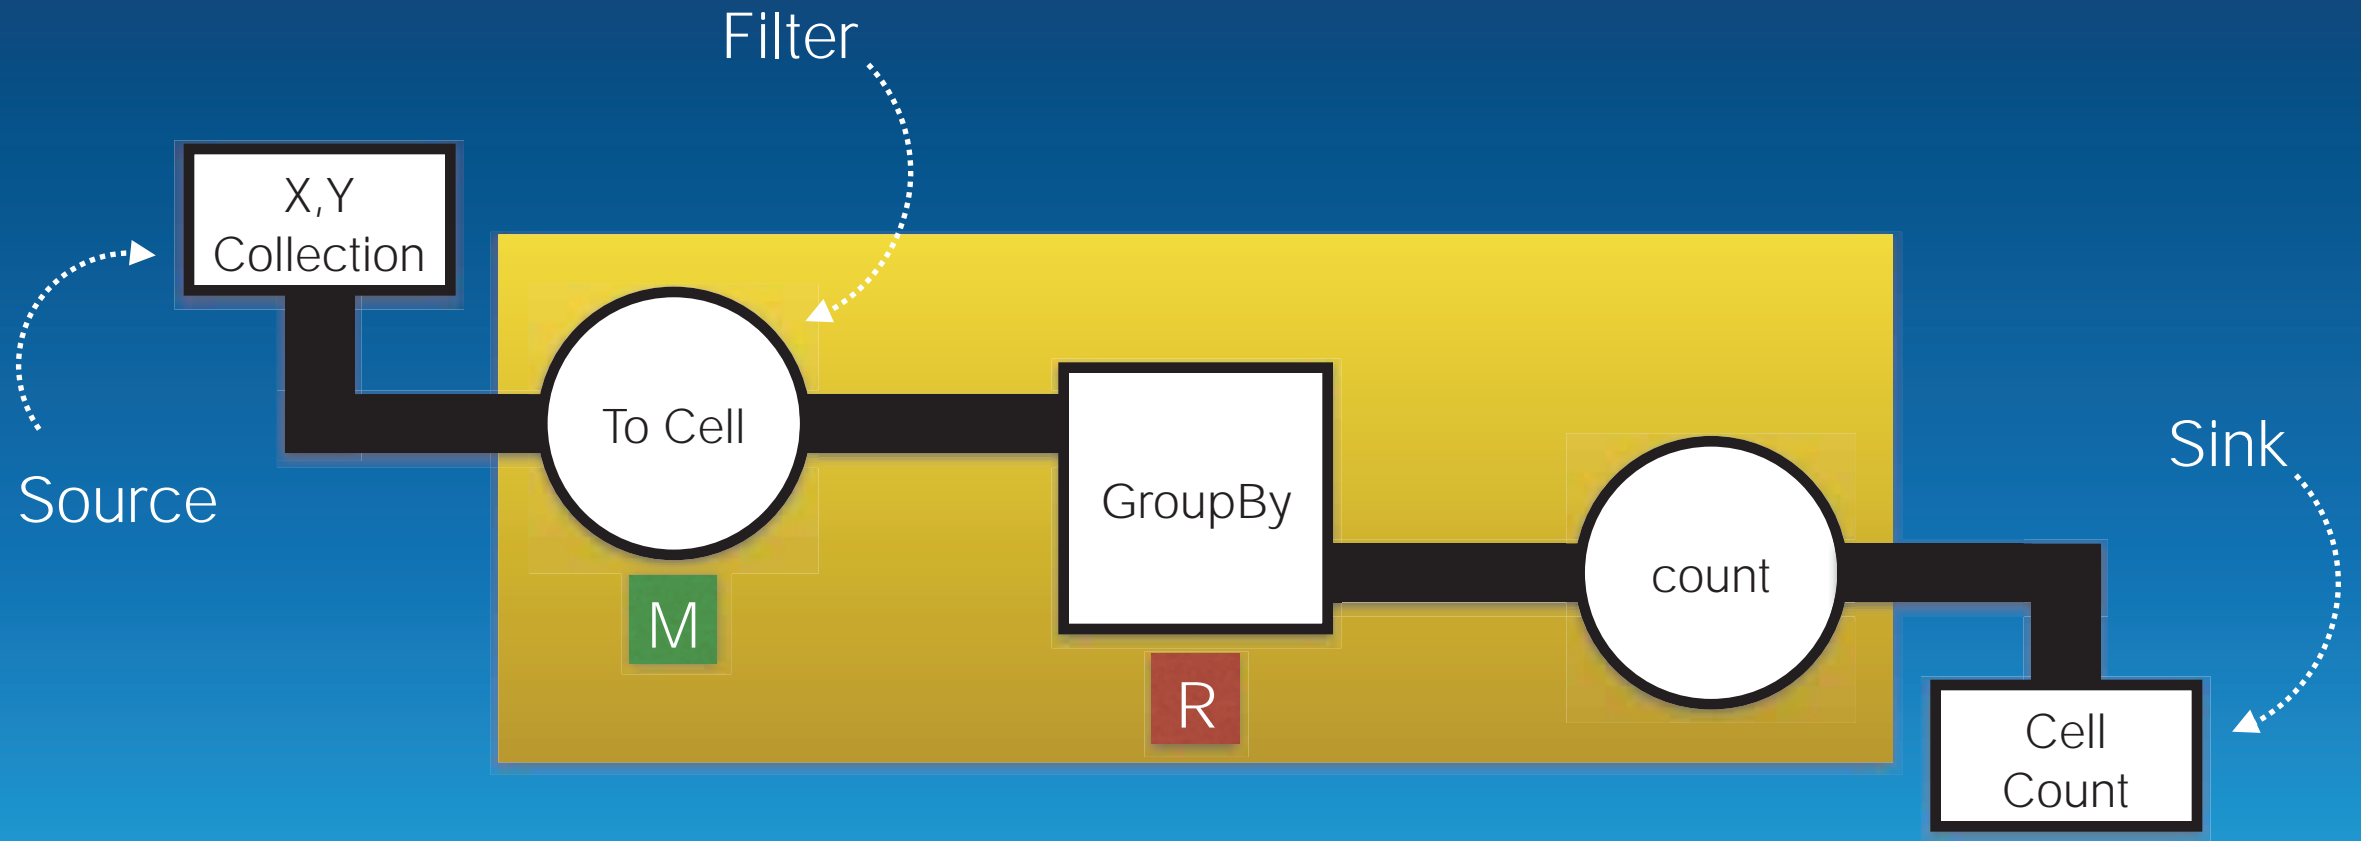 Filter
X,Y
Collection
Source
To Cell
M
GroupBy
R
count
Sink
Cell
Count